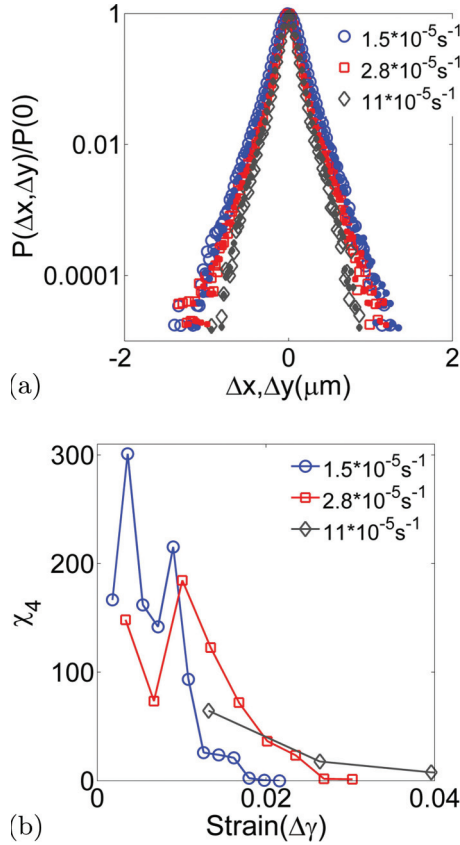 1
0.01
0.0001
P(Δx,Δy)/P(0)
1.5*10⁻⁵s⁻¹
2.8*10⁻⁵s⁻¹
11*10⁻⁵s⁻¹
-2 0 2
(a) Δx,Δy(μm)
300
200
100
0
χ₄
1.5*10⁻⁵s⁻¹
2.8*10⁻⁵s⁻¹
11*10⁻⁵s⁻¹
0 0.02 0.04
(b) Strain(Δγ)